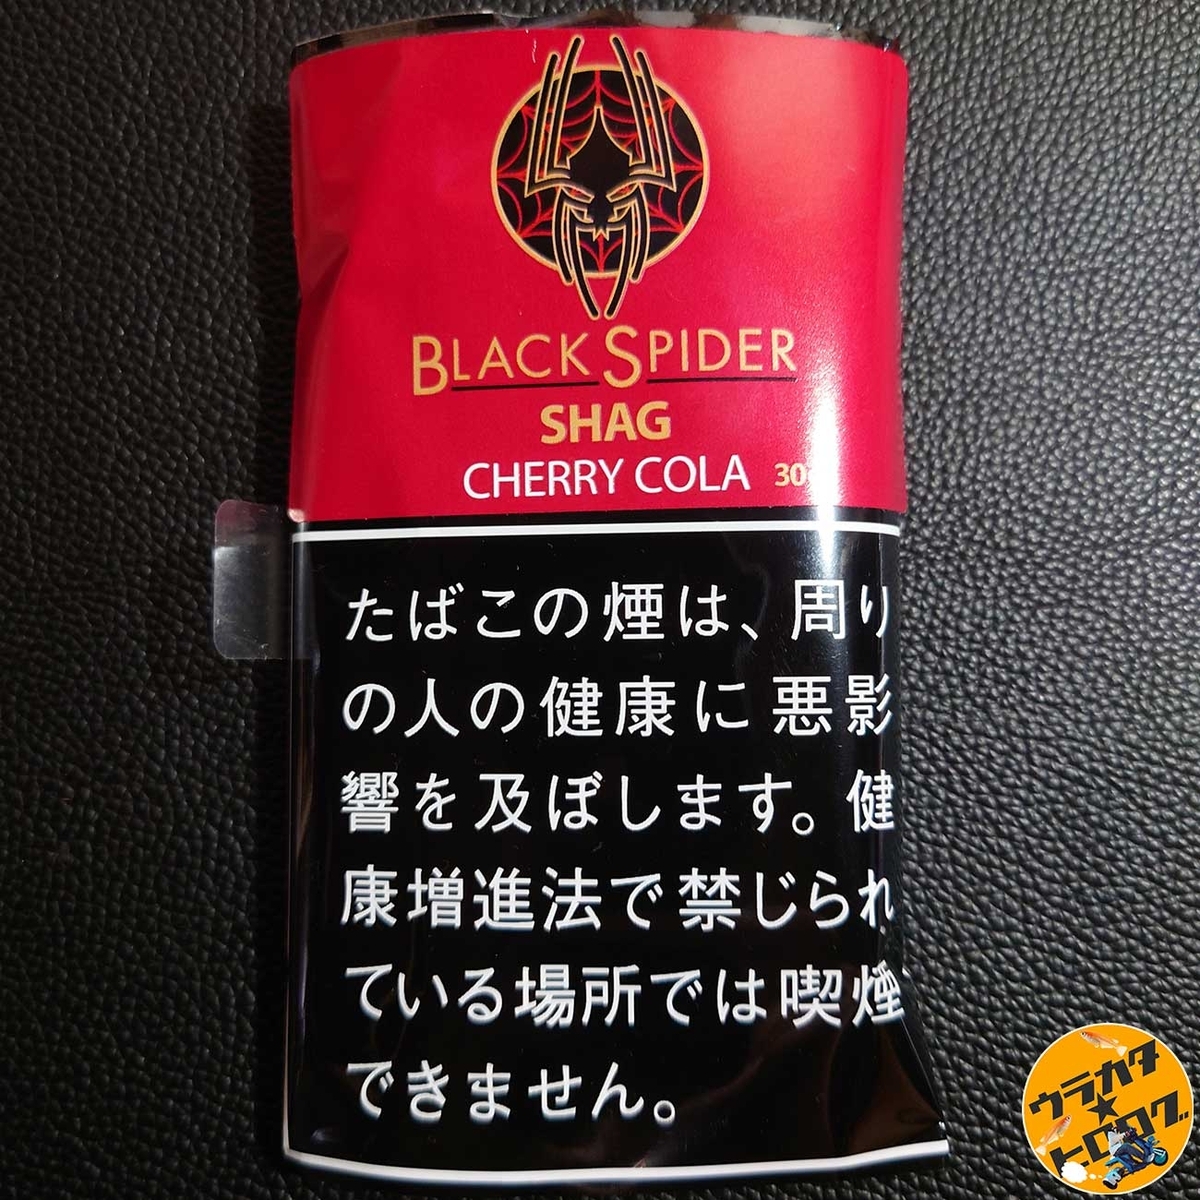 BLACK SPIDER
SHAG
CHERRY COLA 30
たばこの煙は、周り
の人の健康に悪影
響を及ぼします。健
康増進法で禁じられ
ている場所では喫煙
できません。
ウラカタ
★
ヒロログ